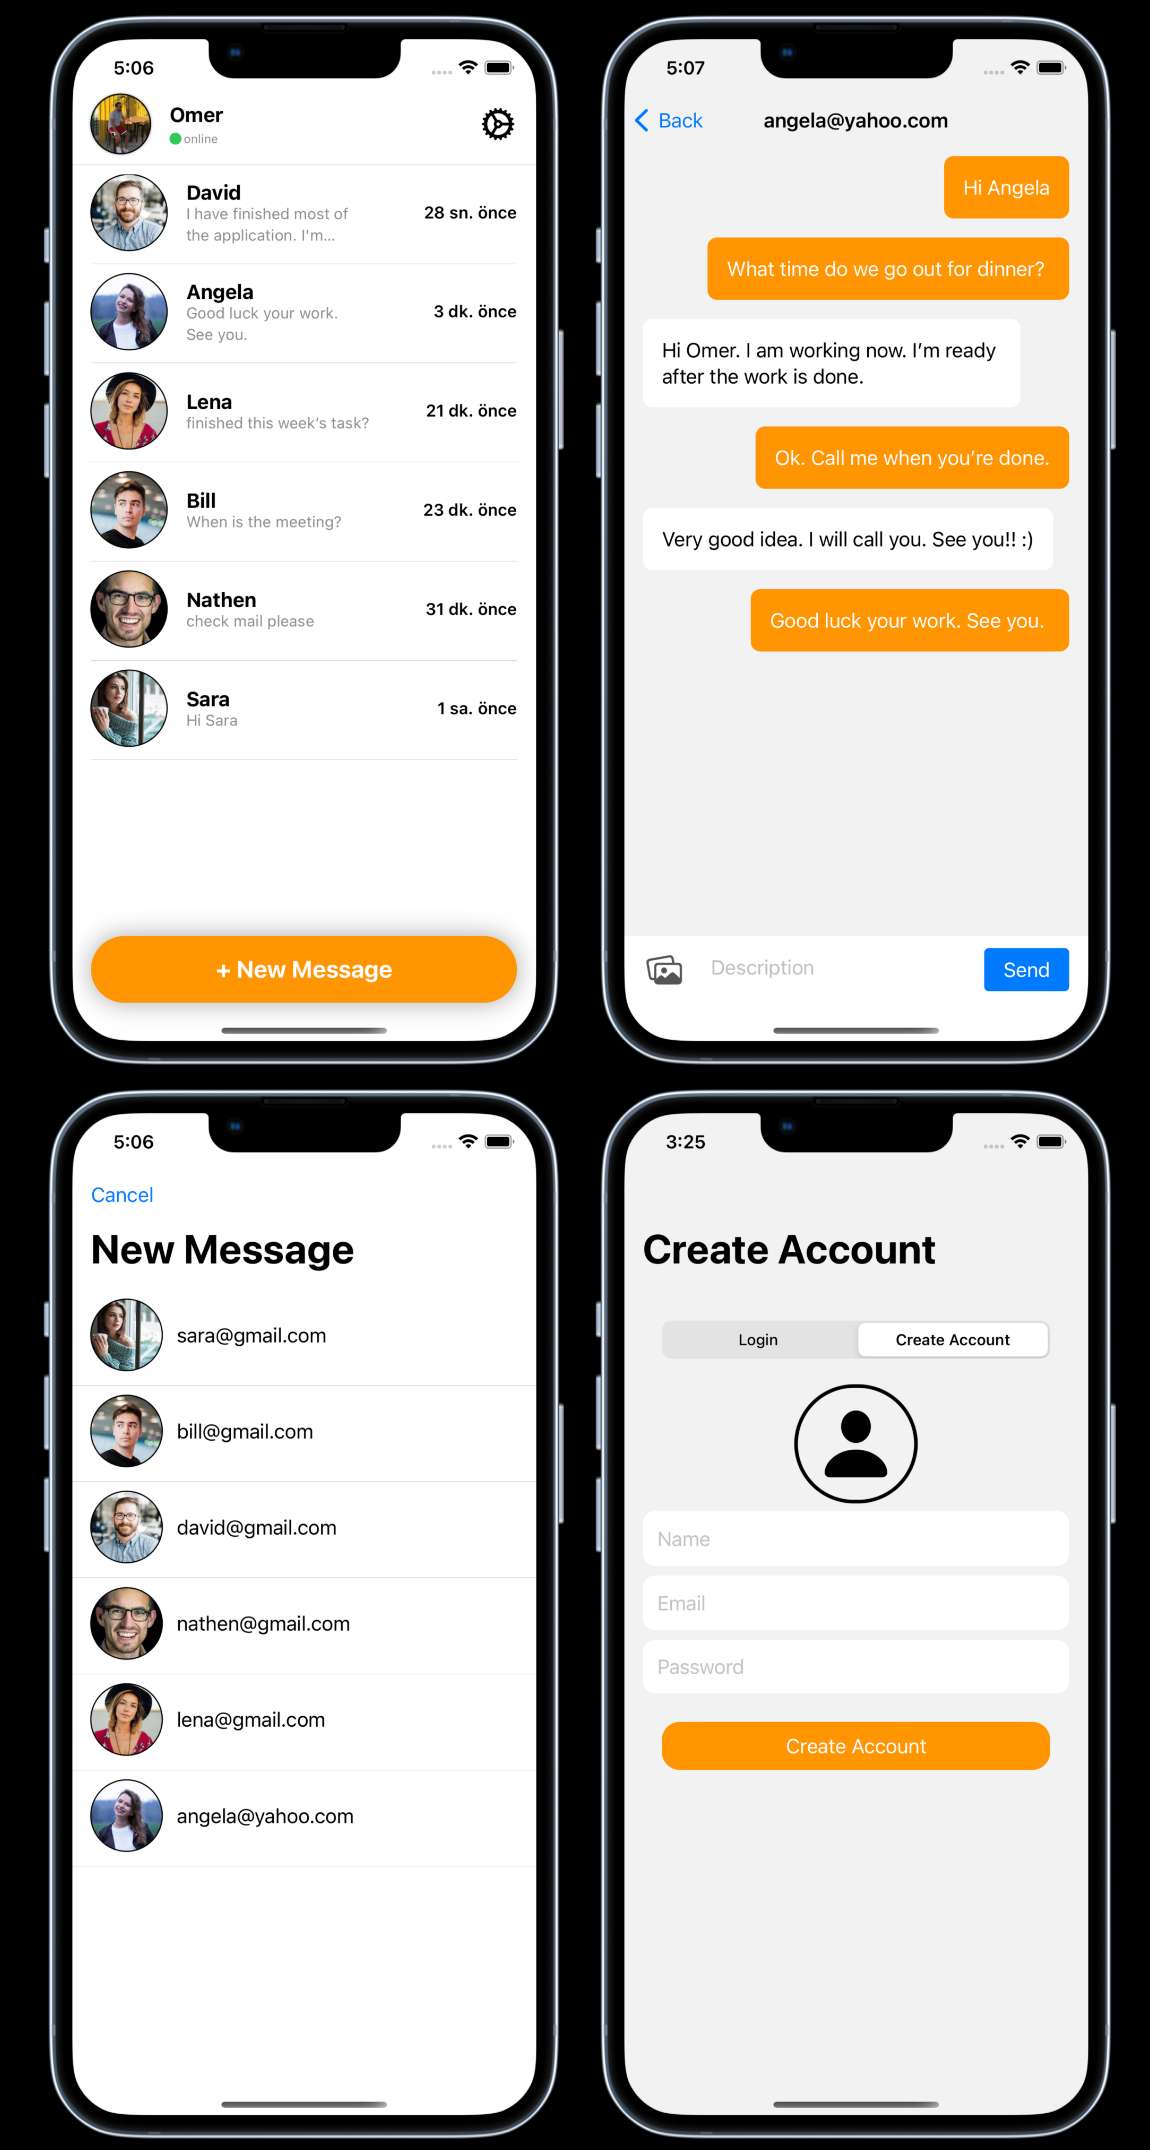 5:06
Omer
online
David
I have finished most of
the application. I'm...
28 sn. önce
Angela
Good luck your work.
See you.
3 dk. önce
Lena
finished this week's task?
21 dk. önce
Bill
When is the meeting?
23 dk. önce
Nathen
check mail please
31 dk. önce
Sara
Hi Sara
1 sa. önce
+ New Message
5:07
Back
angela@yahoo.com
Hi Angela
What time do we go out for dinner?
Hi Omer. I am working now. I’m ready
after the work is done.
Ok. Call me when you’re done.
Very good idea. I will call you. See you!! :)
Good luck your work. See you.
Description
Send
5:06
Cancel
New Message
sara@gmail.com
bill@gmail.com
david@gmail.com
nathen@gmail.com
lena@gmail.com
angela@yahoo.com
3:25
Create Account
Login
Create Account
Name
Email
Password
Create Account